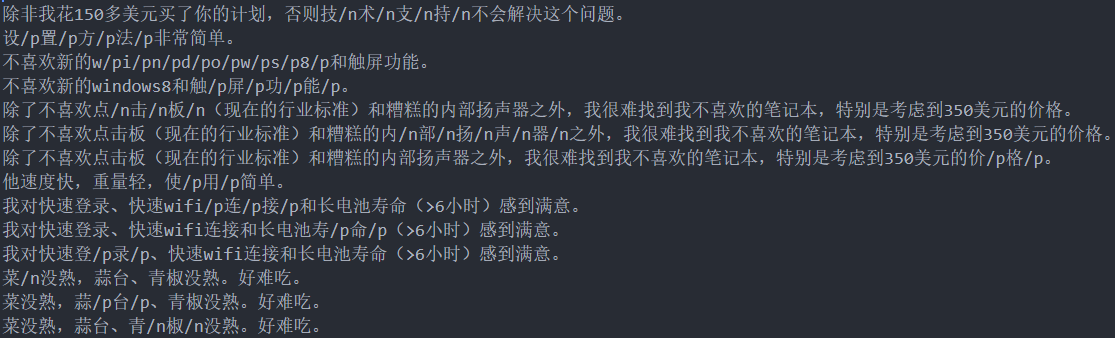 除非我花150多美元买了你的计划，否则技/n术/n支/n持/n不会解决这个问题。
设/p置/p方/p法/p非常简单。
不喜欢新的w/pi/pn/pd/po/pw/ps/p8/p和触屏功能。
不喜欢新的windows8和触/p屏/p功/p能/p。
除了不喜欢点/n击/n板/n（现在的行业标准）和糟糕的内部扬声器之外，我很难找到我不喜欢的笔记本，特别是考虑到350美元的价格。
除了不喜欢点击板（现在的行业标准）和糟糕的内/n部/n扬/n声/n器/n之外，我很难找到我不喜欢的笔记本，特别是考虑到350美元的价格。
除了不喜欢点击板（现在的行业标准）和糟糕的内部扬声器之外，我很难找到我不喜欢的笔记本，特别是考虑到350美元的价/p格/p。
他速度快，重量轻，使/p用/p简单。
我对快速登录、快速wifi/p连/p接/p和长电池寿命（>6小时）感到满意。
我对快速登录、快速wifi连接和长电池寿/p命/p（>6小时）感到满意。
我对快速登/p录/p、快速wifi连接和长电池寿命（>6小时）感到满意。
菜/n没熟，蒜台、青椒没熟。好难吃。
菜没熟，蒜/p台/p、青椒没熟。好难吃。
菜没熟，蒜台、青/n椒/n没熟。好难吃。